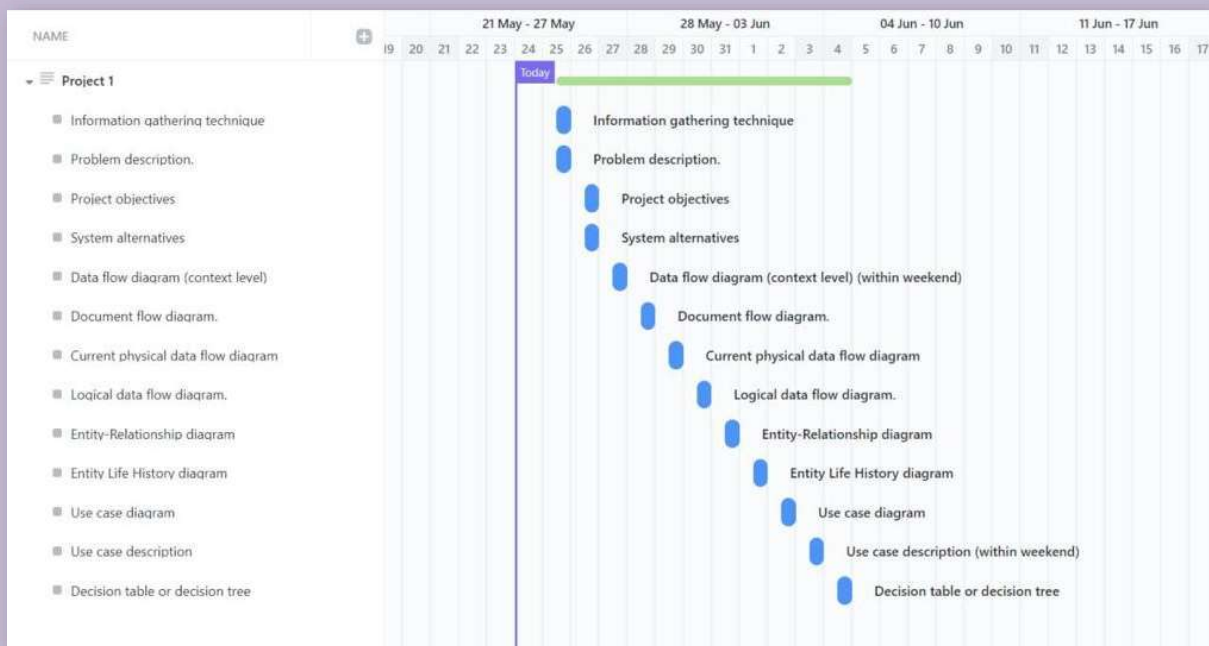 21 May - 27 May 28 May - 03 Jun 04 Jun - 10 Jun 11 Jun - 17 Jun
NAME
19 20 21 22 23 24 25 26 27 28 29 30 31 1 2 3 4 5 6 7 8 9 10 11 12 13 14 15 16 17
Today
Project 1
Information gathering technique Information gathering technique
Problem description. Problem description.
Project objectives Project objectives
System alternatives System alternatives
Data flow diagram (context level) Data flow diagram (context level) (within weekend)
Document flow diagram. Document flow diagram.
Current physical data flow diagram Current physical data flow diagram
Logical data flow diagram. Logical data flow diagram.
Entity-Relationship diagram Entity-Relationship diagram
Entity Life History diagram Entity Life History diagram
Use case diagram Use case diagram
Use case description Use case description (within weekend)
Decision table or decision tree Decision table or decision tree